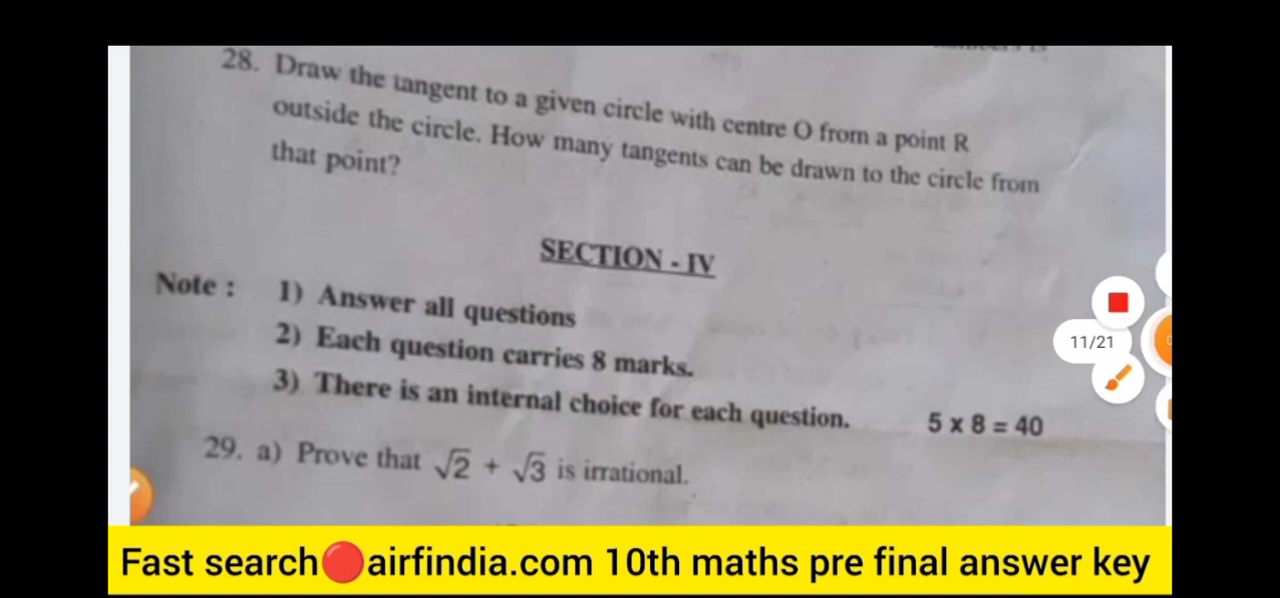 28. Draw the tangent to a given circle with centre O from a point R
outside the circle. How many tangents can be drawn to the circle from
that point?
SECTION - IV
Note : 1) Answer all questions
2) Each question carries 8 marks.
3) There is an internal choice for each question. 5 x 8 = 40
11/21
29. a) Prove that √2 + √3 is irrational.
Fast search🔴airfindia.com 10th maths pre final answer key